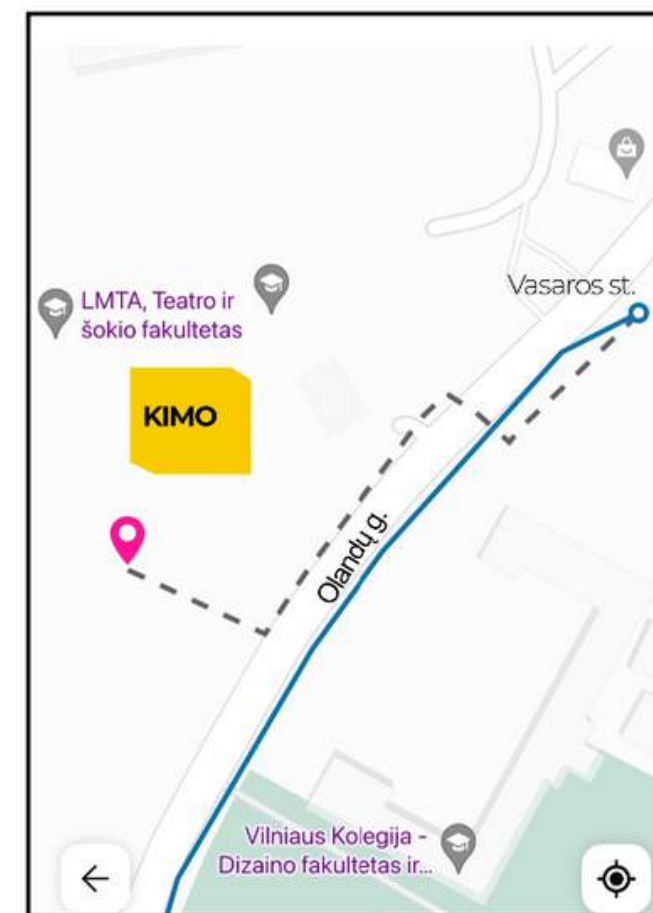 Vasaros st.
LMTA, Teatro ir
šokio fakultetas
KIMO
Olandų g.
Vilniaus Kolegija -
Dizaino fakultetas ir...